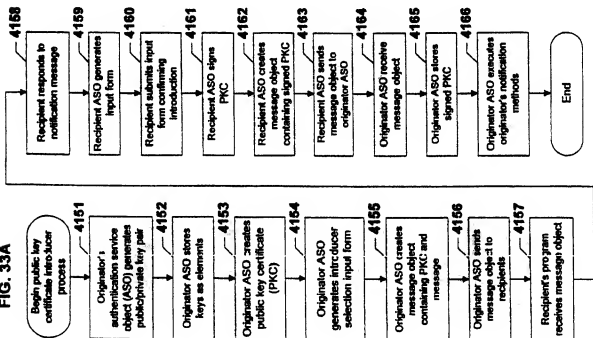 FIG. 33A
Begin public key
certificate introducer
process
4151
Originator's
authentication service
object (ASO) generates
public/private key pair
4152
Originator ASO stores
keys as elements
4153
Originator ASO creates
public key certificate
(PKC)
4154
Originator ASO
generates introducer
selection input form
4155
Originator ASO creates
message object
containing PKC and
message
4156
Originator ASO sends
message object to
recipients
4157
Recipient's program
receives message object
4158
Recipient responds to
notification message
4159
Recipient ASO generates
input form
4160
Recipient submits input
form confirming
introduction
4161
Recipient ASO signs
PKC
4162
Recipient ASO creates
message object
containing signed PKC
4163
Recipient ASO sends
message object to
originator ASO
4164
Originator ASO receive
message object
4165
Originator ASO stores
signed PKC
4166
Originator ASO executes
originator's notification
methods
End